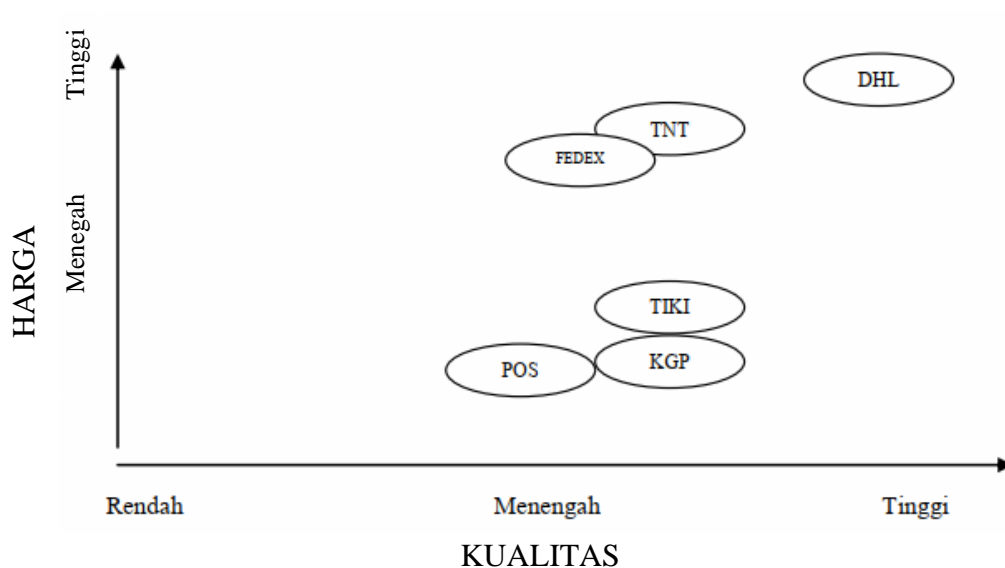 Tinggi
DHL
TNT
FEDEX
Menegah
HARGA
TIKI
KGP
POS
Rendah
Menengah
Tinggi
KUALITAS